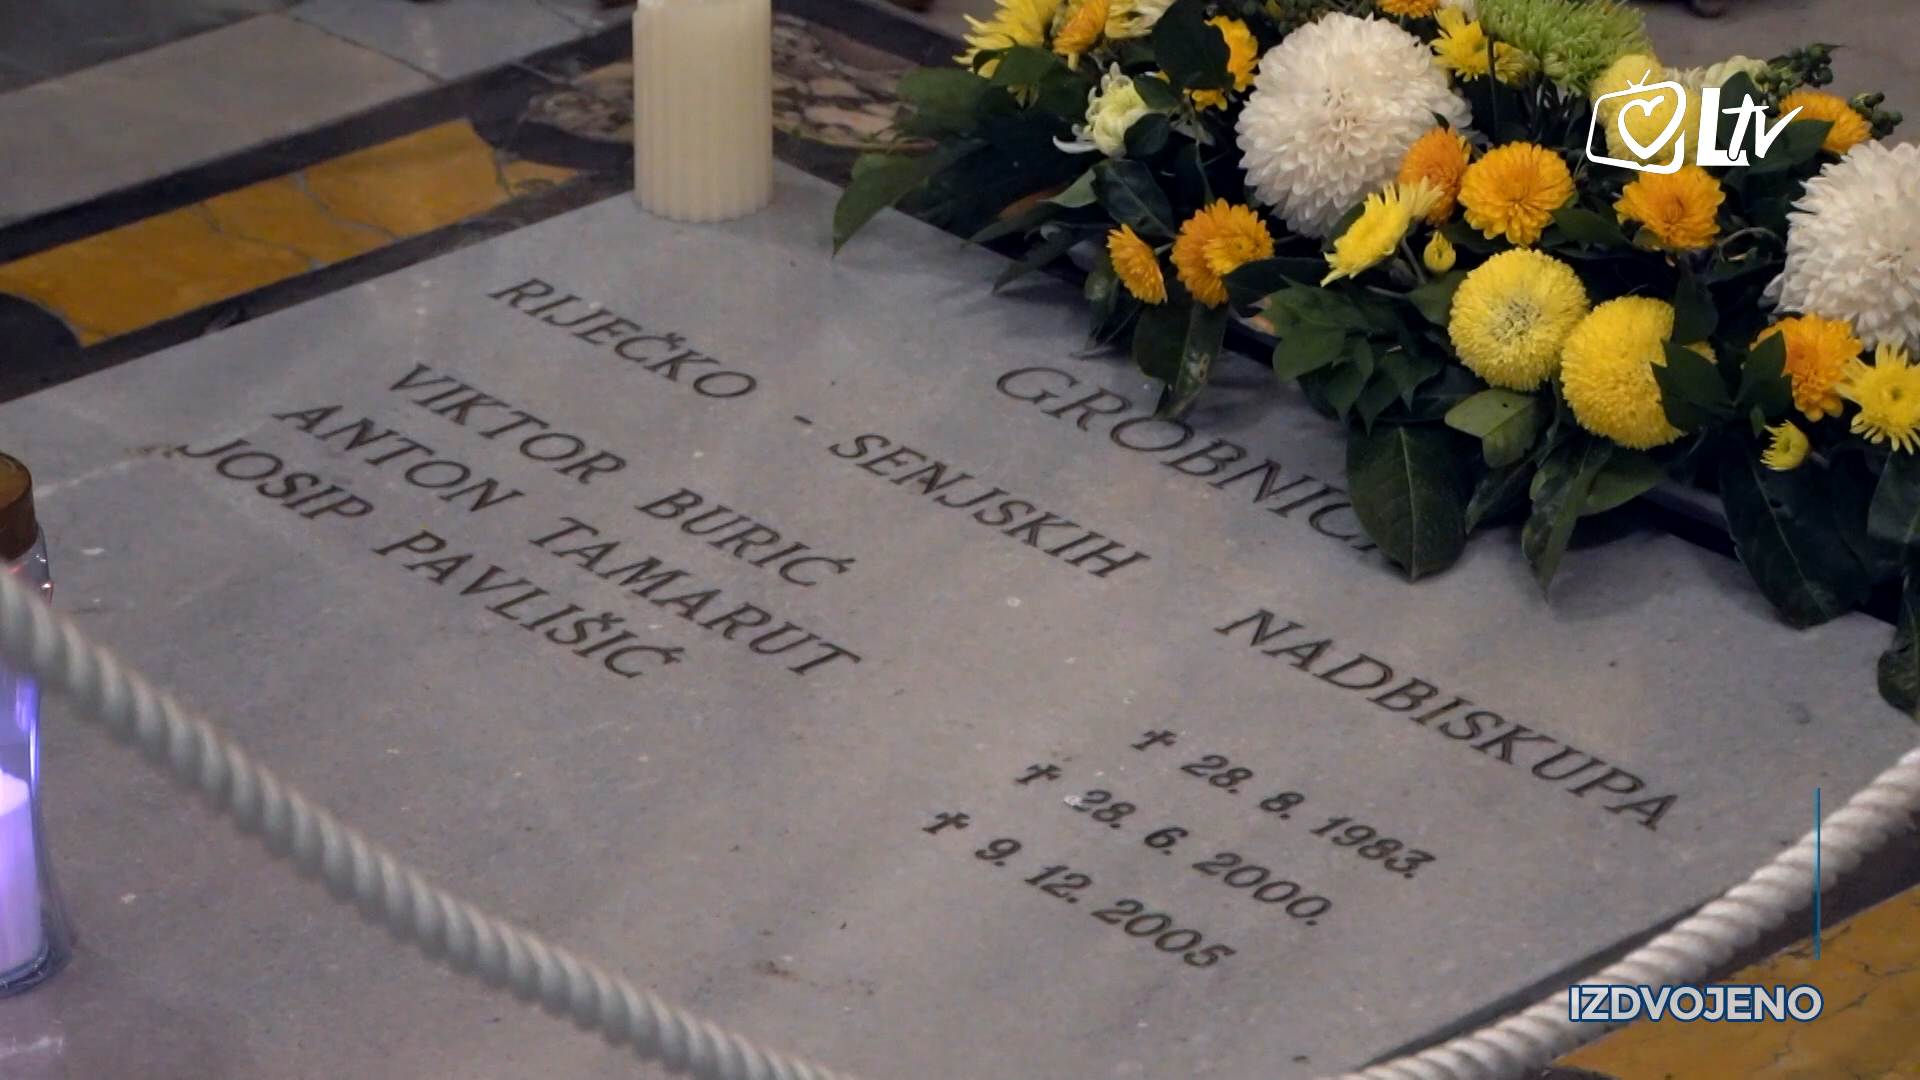 Ltv
GROBNIC
RIJEČKO - SENJSKIH NADBISKUPA
VIKTOR BURIĆ † 28. 8. 1983.
ANTON TAMARUT † 28. 6. 2000.
JOSIP PAVLIŠIĆ † 9. 12. 2005
IZDVOJENO